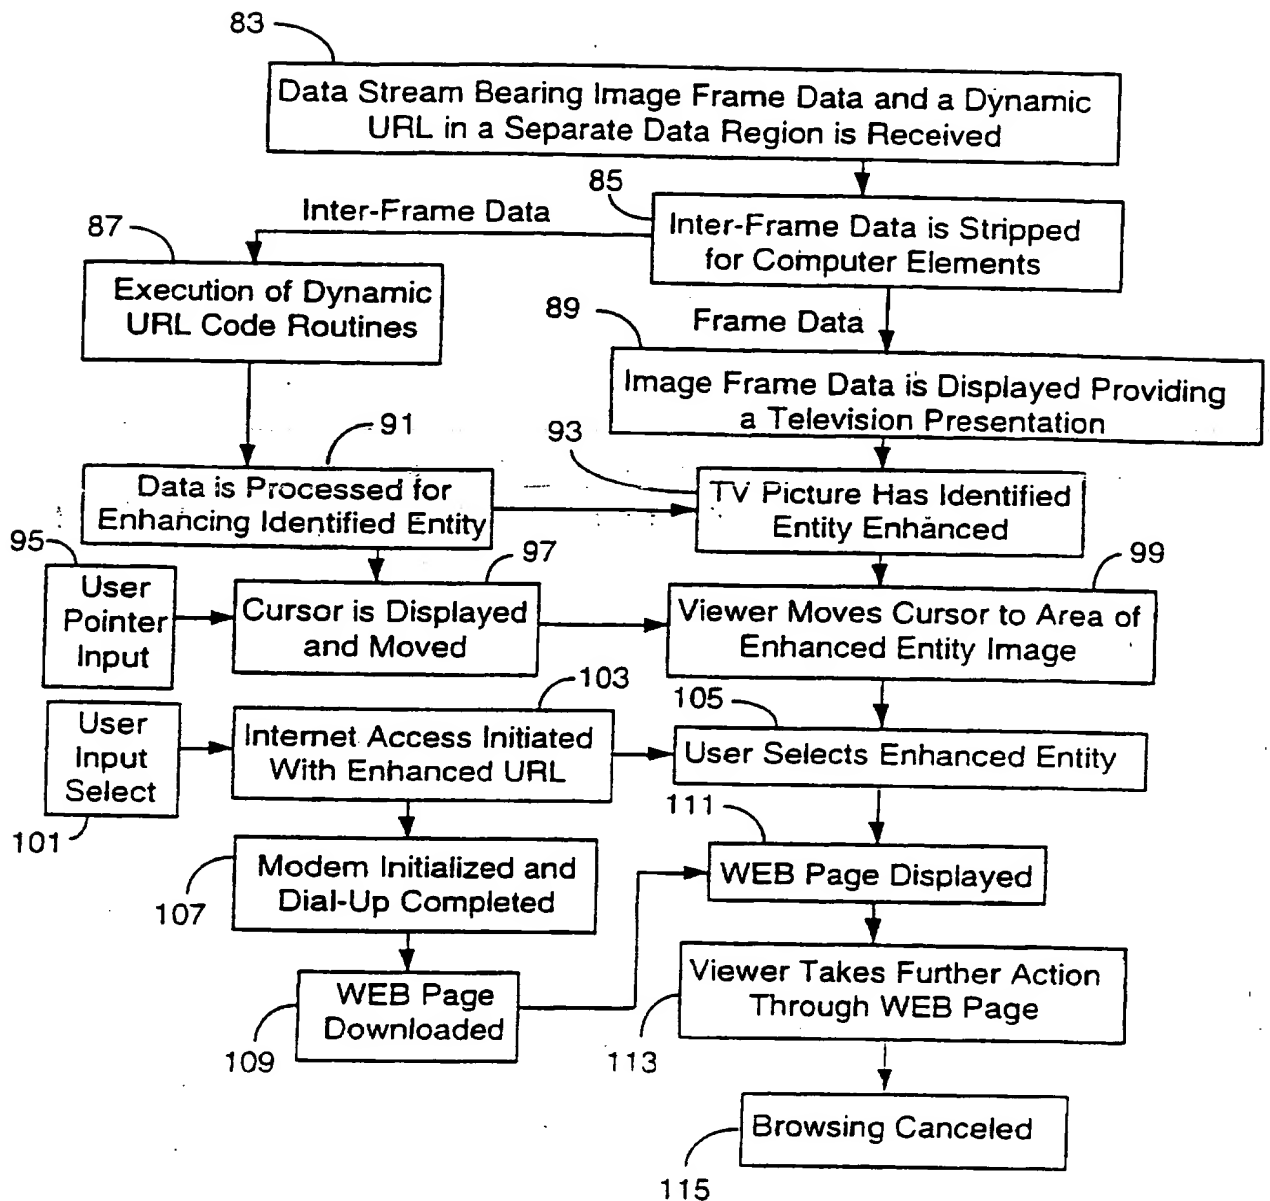 83
Data Stream Bearing Image Frame Data and a Dynamic
URL in a Separate Data Region is Received
85
Inter-Frame Data is Stripped
for Computer Elements
Inter-Frame Data
87
Execution of Dynamic
URL Code Routines
Frame Data
89
Image Frame Data is Displayed Providing
a Television Presentation
91
Data is Processed for
Enhancing Identified Entity
93
TV Picture Has Identified
Entity Enhanced
95
User
Pointer
Input
97
Cursor is Displayed
and Moved
99
Viewer Moves Cursor to Area of
Enhanced Entity Image
User
Input
Select
101
103
Internet Access Initiated
With Enhanced URL
105
User Selects Enhanced Entity
Modem Initialized and
Dial-Up Completed
107
111
WEB Page Displayed
WEB Page
Downloaded
109
Viewer Takes Further Action
Through WEB Page
113
Browsing Canceled
115